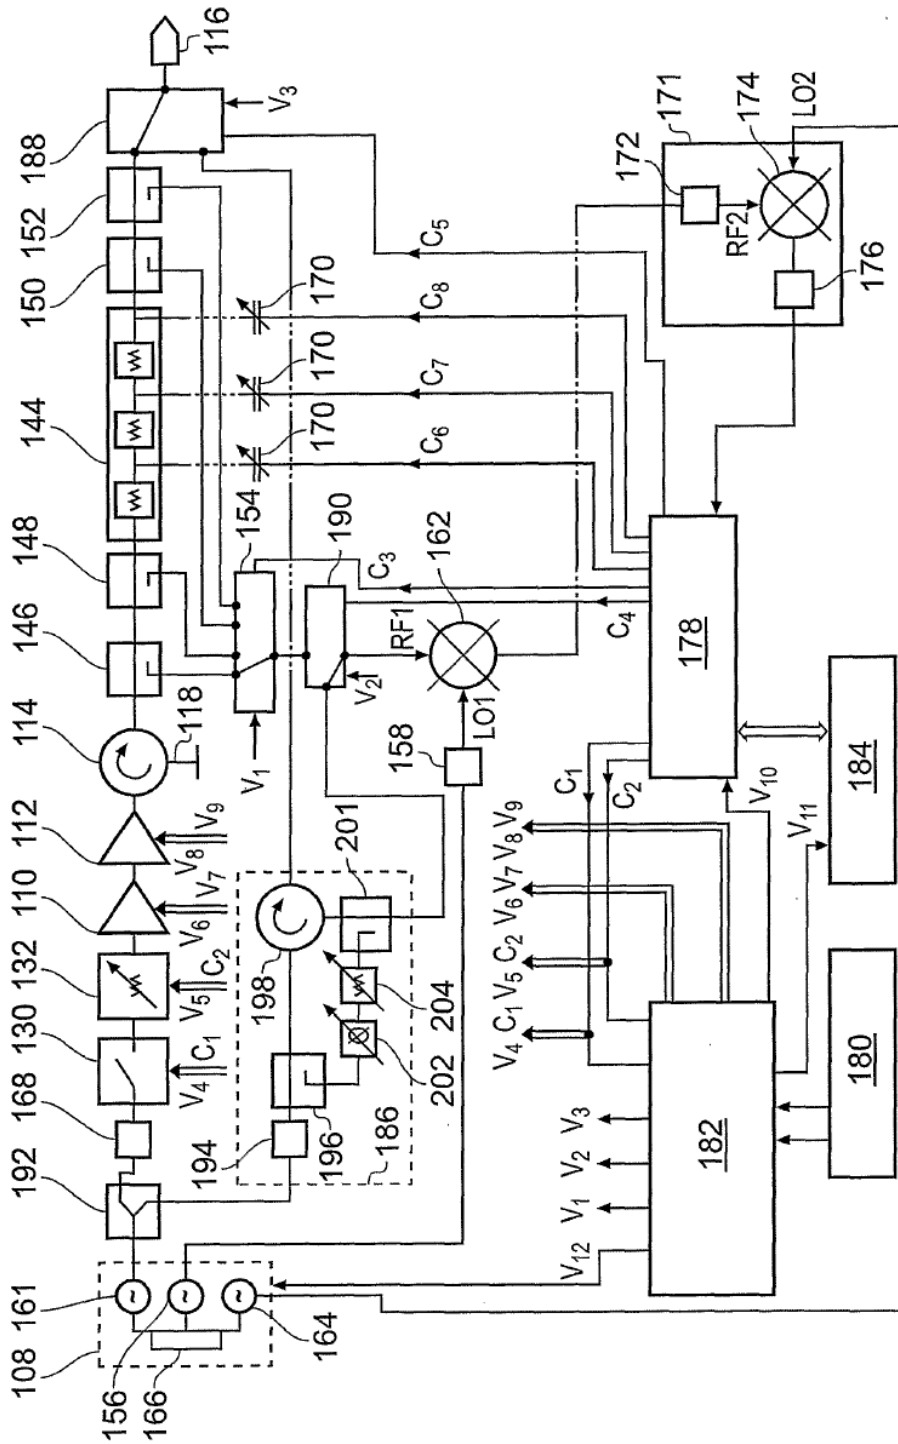 108
161
192
168
130
132
110
112
114
146
148
144
150
152
188
156
166
164
V4
C1
V5
C2
V6
V7
V8
V9
118
116
V3
194
196
186
198
202
204
201
V1
154
190
V2
170
170
170
158
LO1
RF1
162
C3
C4
C6
C7
C8
C5
V12
V1
V2
V3
V4 C1 V5 C2 V6 V7 V8 V9
C1
C2
182
178
V10
V11
180
184
172
171
174
RF2
LO2
176